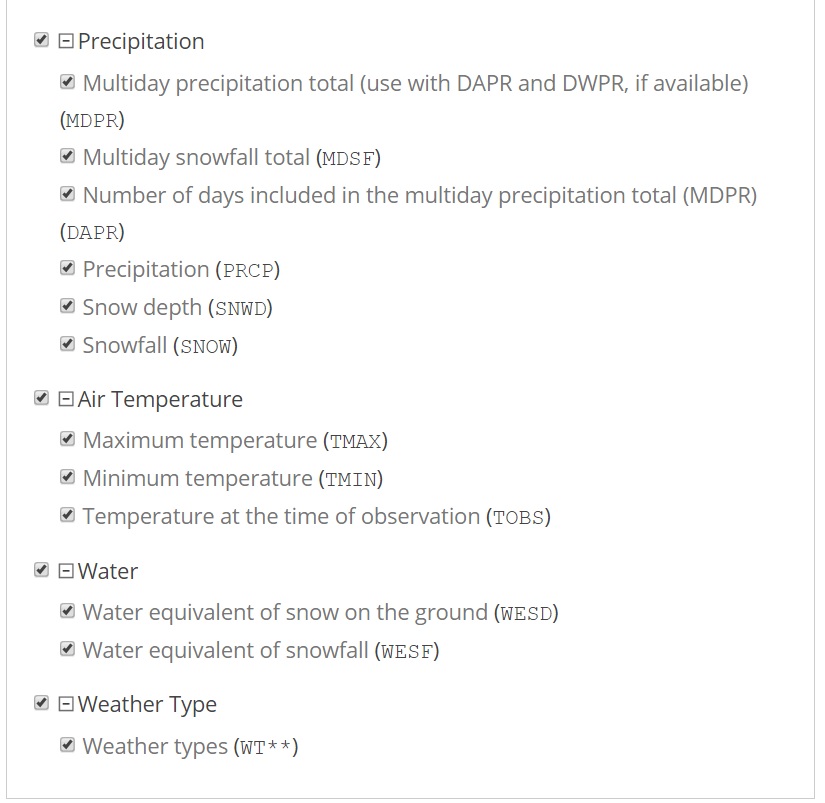 Precipitation
Multiday precipitation total (use with DAPR and DWPR, if available)
(MDPR)
Multiday snowfall total (MDSF)
Number of days included in the multiday precipitation total (MDPR)
(DAPR)
Precipitation (PRCP)
Snow depth (SNWD)
Snowfall (SNOW)
Air Temperature
Maximum temperature (TMAX)
Minimum temperature (TMIN)
Temperature at the time of observation (TOBS)
Water
Water equivalent of snow on the ground (WESD)
Water equivalent of snowfall (WESF)
Weather Type
Weather types (WT**)